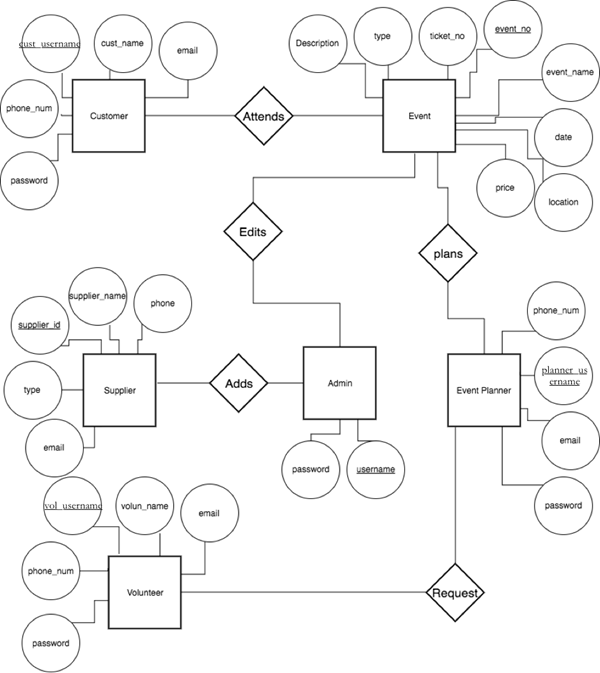 cust_username
cust_name
email
phone_num
Customer
password
Attends
Description
type
ticket_no
event_no
event_name
Event
date
price
location
Edits
plans
supplier_name
phone
supplier_id
type
Supplier
email
Adds
Admin
password
username
phone_num
planner_us
ername
Event Planner
email
password
vol_username
volun_name
email
phone_num
Volunteer
password
Request